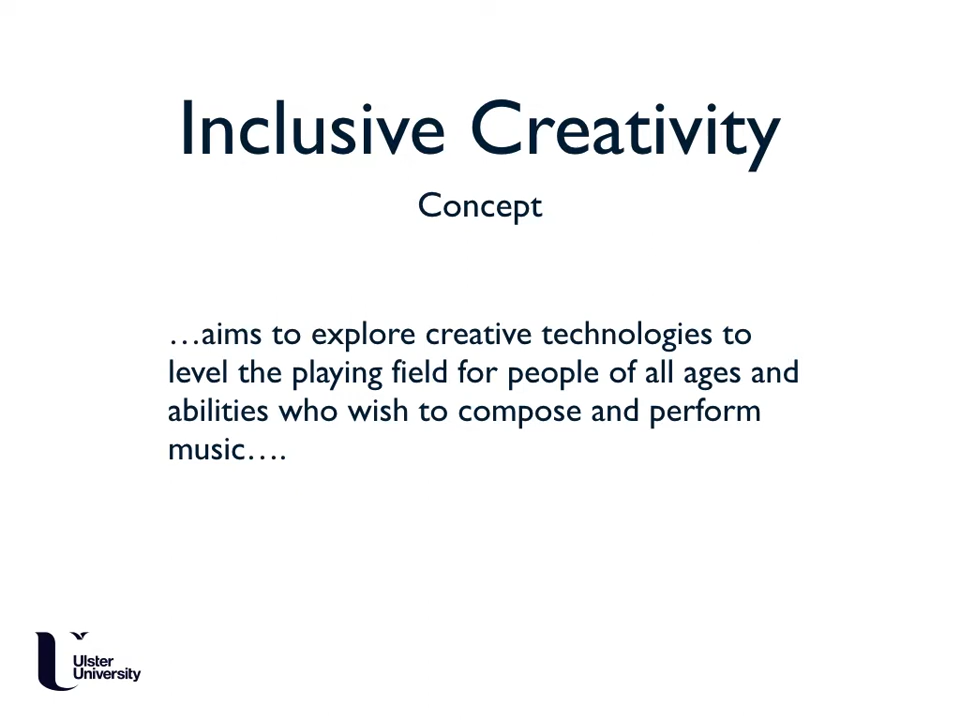 Inclusive Creativity
Concept
…aims to explore creative technologies to
level the playing field for people of all ages and
abilities who wish to compose and perform
music….
Ulster
University